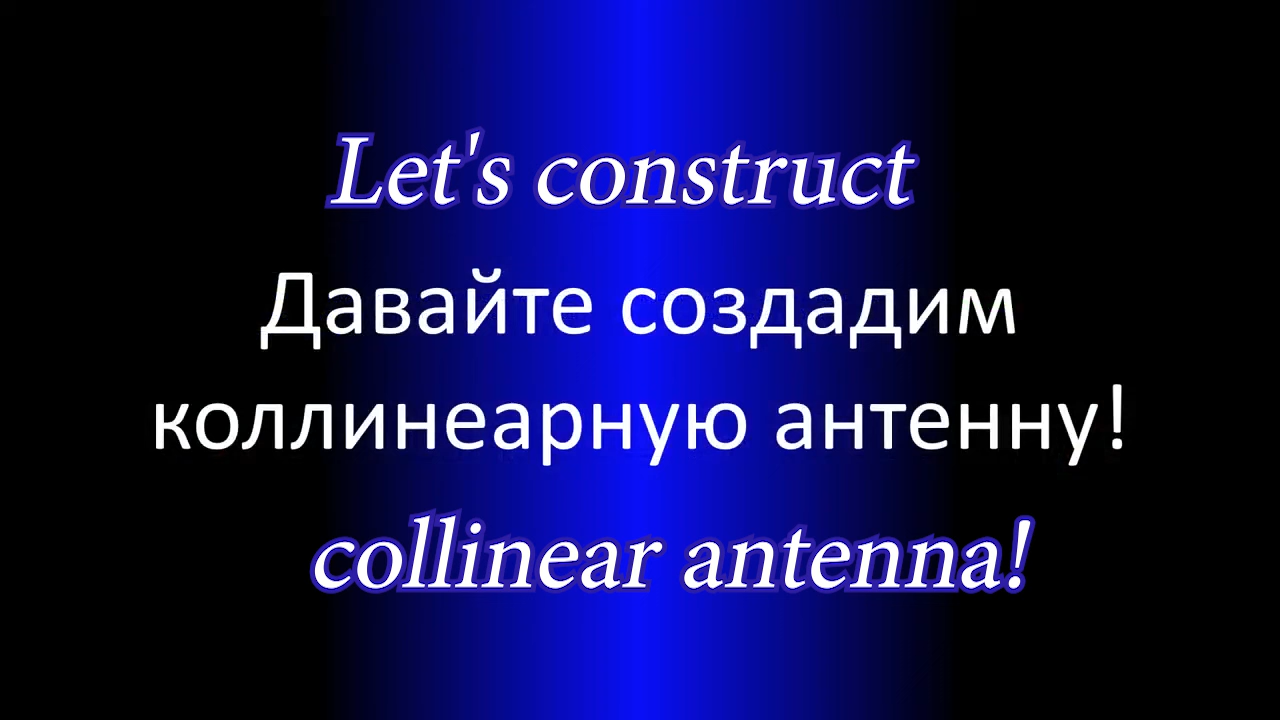 Let's construct
Давайте создадим
коллинеарную антенну!
collinear antenna!